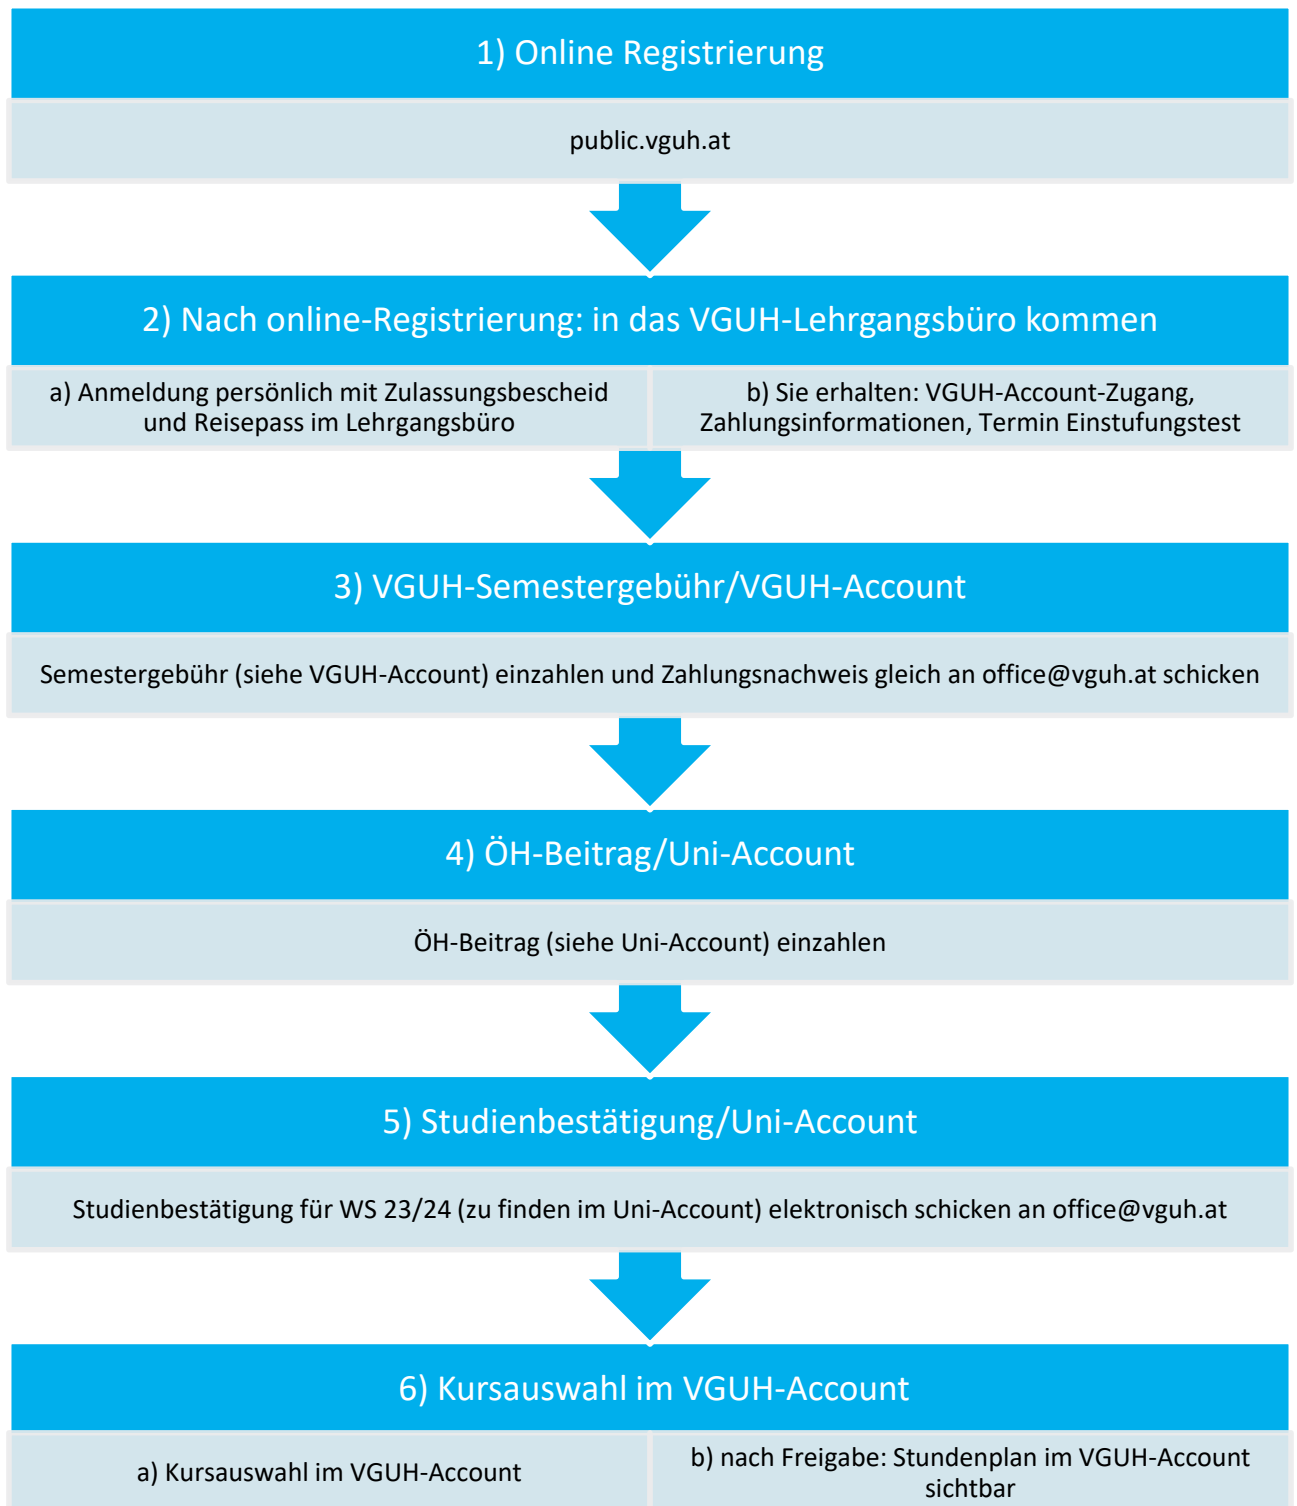 1) Online Registrierung
public.vguh.at
2) Nach online-Registrierung: in das VGUH-Lehrgangsbüro kommen
a) Anmeldung persönlich mit Zulassungsbescheid
und Reisepass im Lehrgangsbüro
b) Sie erhalten: VGUH-Account-Zugang,
Zahlungsinformationen, Termin Einstufungstest
3) VGUH-Semestergebühr/VGUH-Account
Semestergebühr (siehe VGUH-Account) einzahlen und Zahlungsnachweis gleich an office@vguh.at schicken
4) ÖH-Beitrag/Uni-Account
ÖH-Beitrag (siehe Uni-Account) einzahlen
5) Studienbestätigung/Uni-Account
Studienbestätigung für WS 23/24 (zu finden im Uni-Account) elektronisch schicken an office@vguh.at
6) Kursauswahl im VGUH-Account
a) Kursauswahl im VGUH-Account
b) nach Freigabe: Stundenplan im VGUH-Account
sichtbar